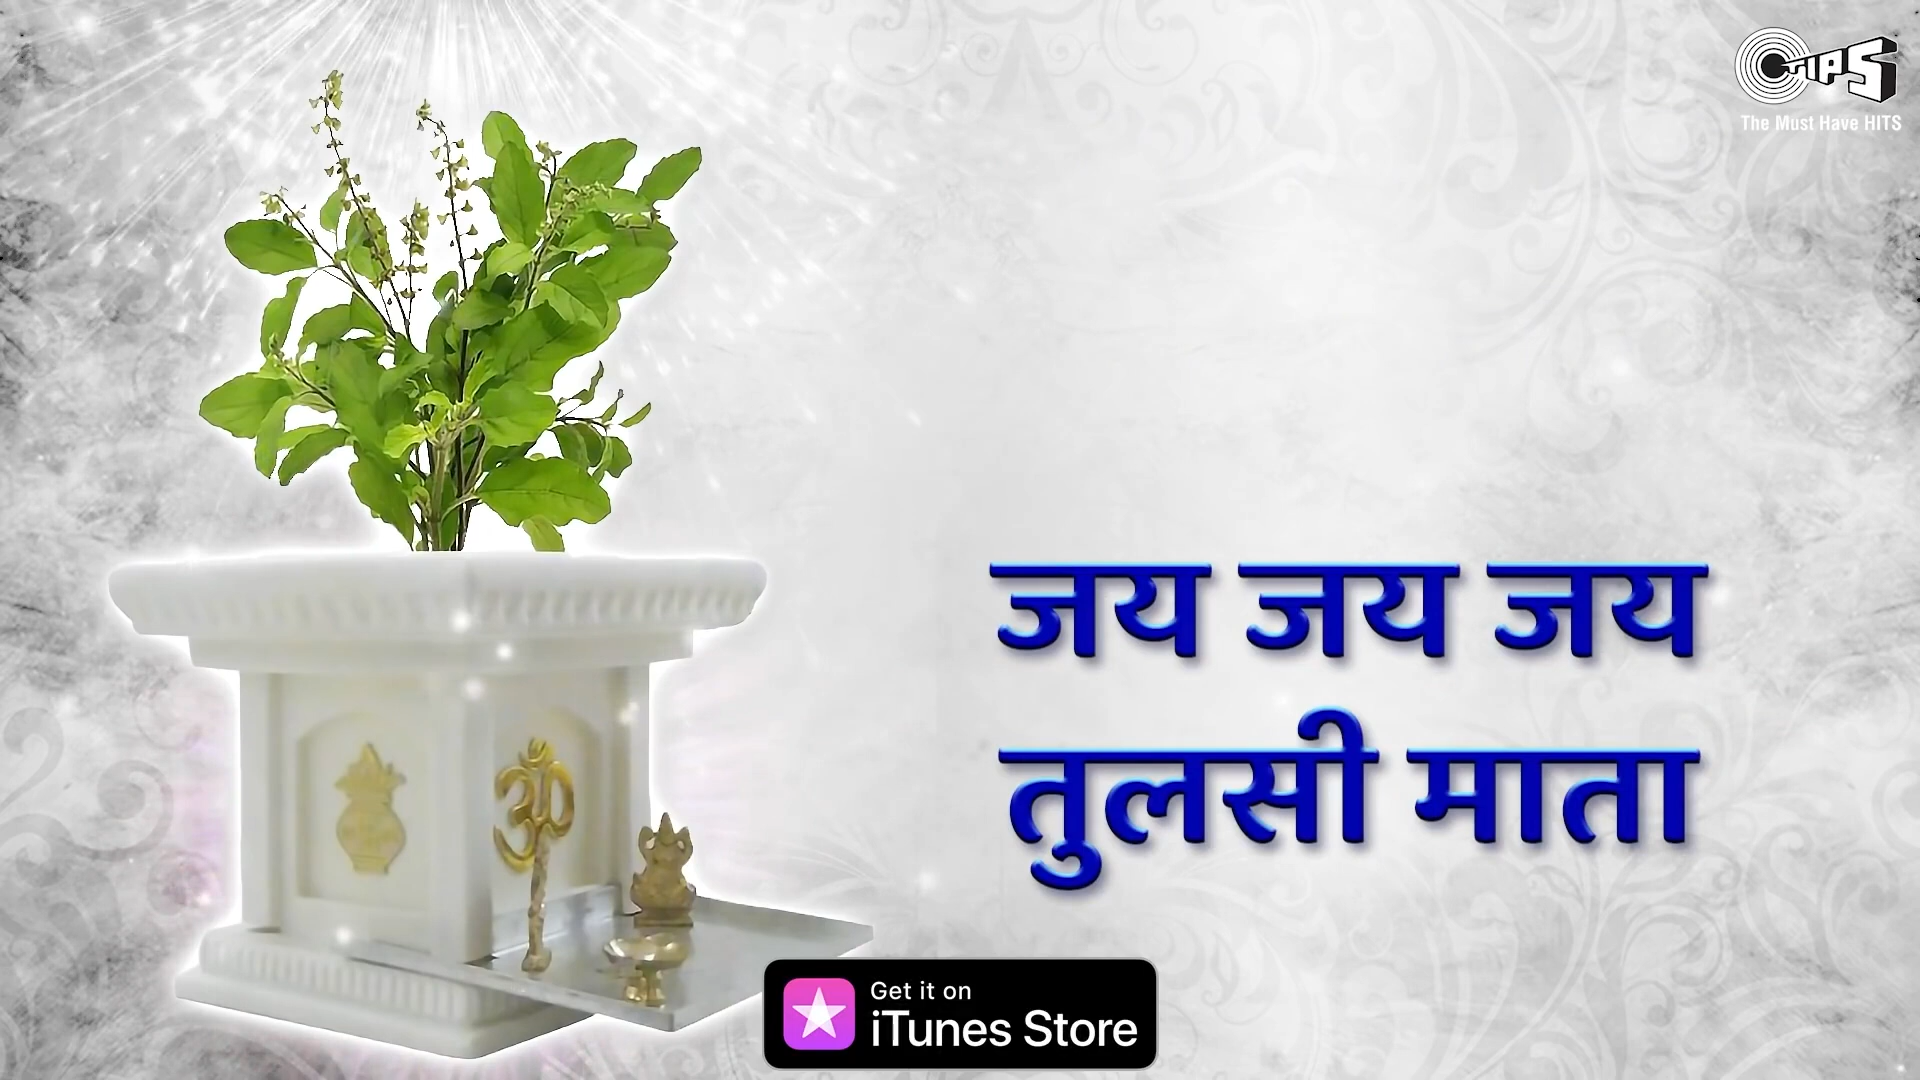 TIPS
The Must Have HITS
जय जय जय
तुलसी माता
ॐ
Get it on
iTunes Store